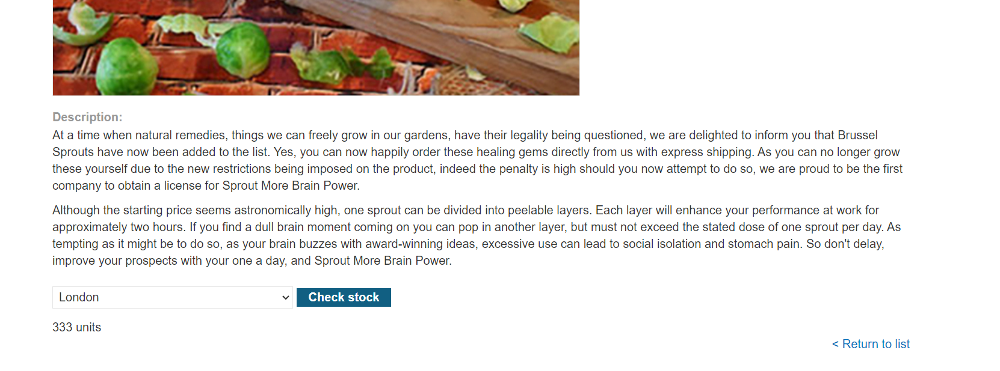 Description:
At a time when natural remedies, things we can freely grow in our gardens, have their legality being questioned, we are delighted to inform you that Brussel
Sprouts have now been added to the list. Yes, you can now happily order these healing gems directly from us with express shipping. As you can no longer grow
these yourself due to the new restrictions being imposed on the product, indeed the penalty is high should you now attempt to do so, we are proud to be the first
company to obtain a license for Sprout More Brain Power.
Although the starting price seems astronomically high, one sprout can be divided into peelable layers. Each layer will enhance your performance at work for
approximately two hours. If you find a dull brain moment coming on you can pop in another layer, but must not exceed the stated dose of one sprout per day. As
tempting as it might be to do so, as your brain buzzes with award-winning ideas, excessive use can lead to social isolation and stomach pain. So don't delay,
improve your prospects with your one a day, and Sprout More Brain Power.
London
Check stock
333 units
< Return to list